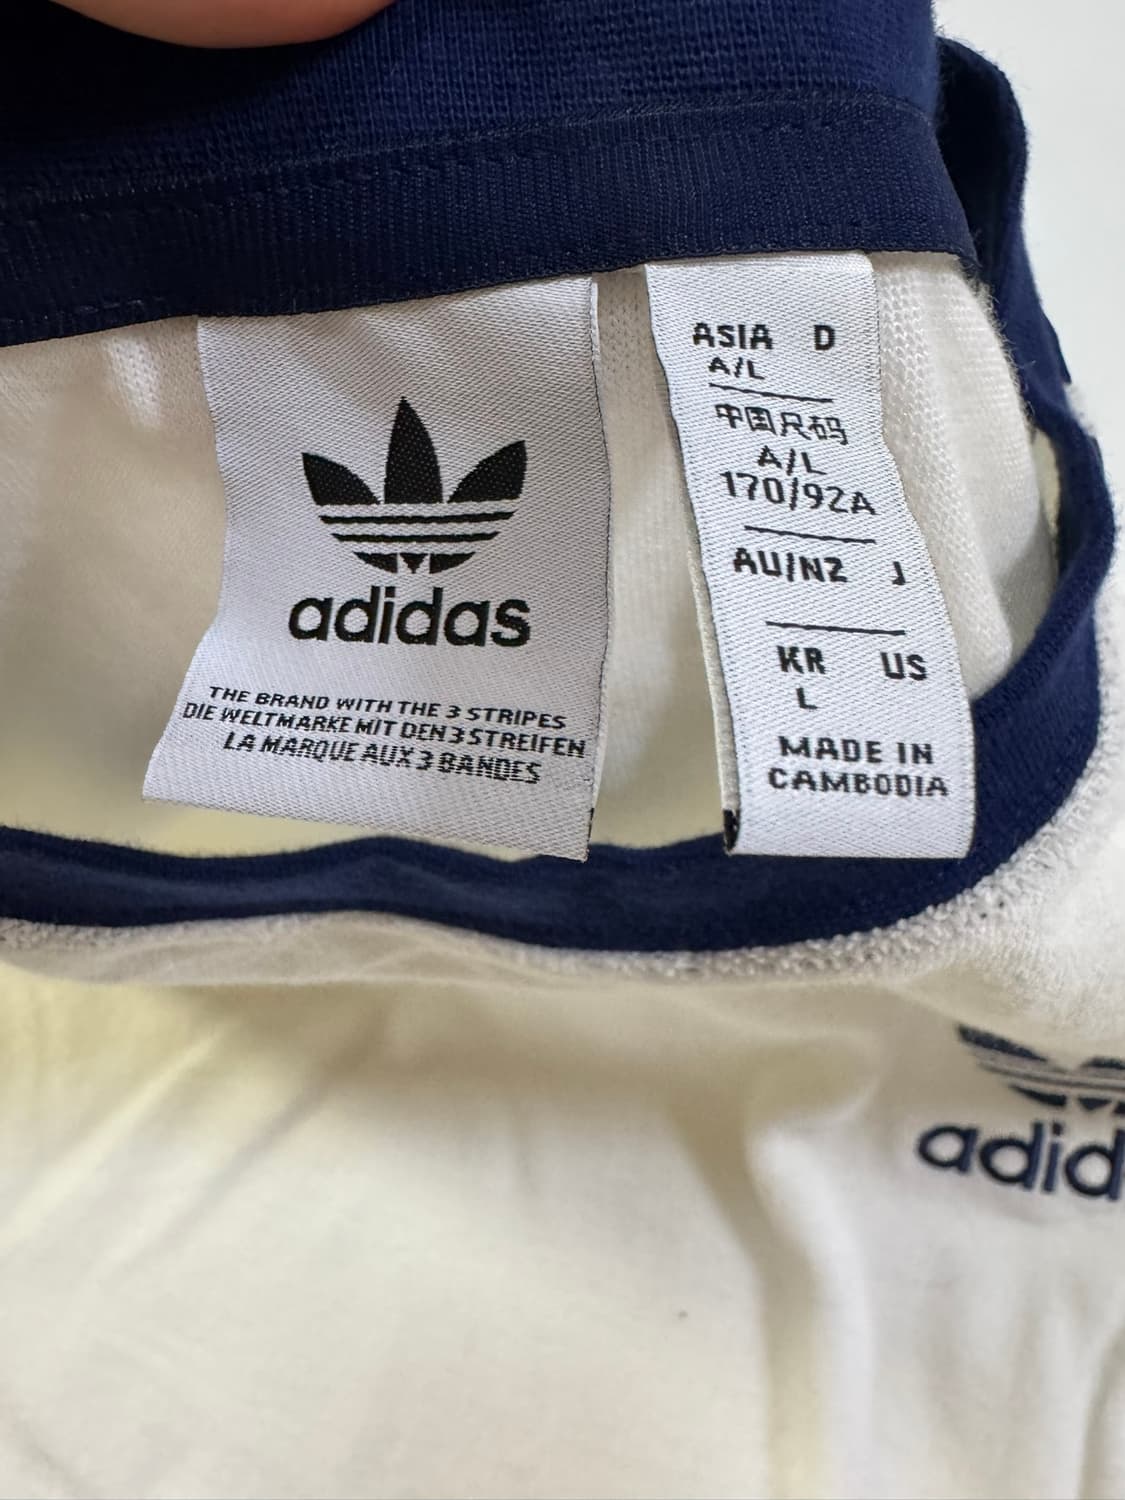 adidas
THE BRAND WITH THE 3 STRIPES
DIE WELTMARKE MIT DEN 3 STREIFEN
LA MARQUE AUX 3 BANDES
ASIA D
A/L
中国尺码
A/L
170/92A
AU/NZ J
KR US
L
MADE IN
CAMBODIA
adid